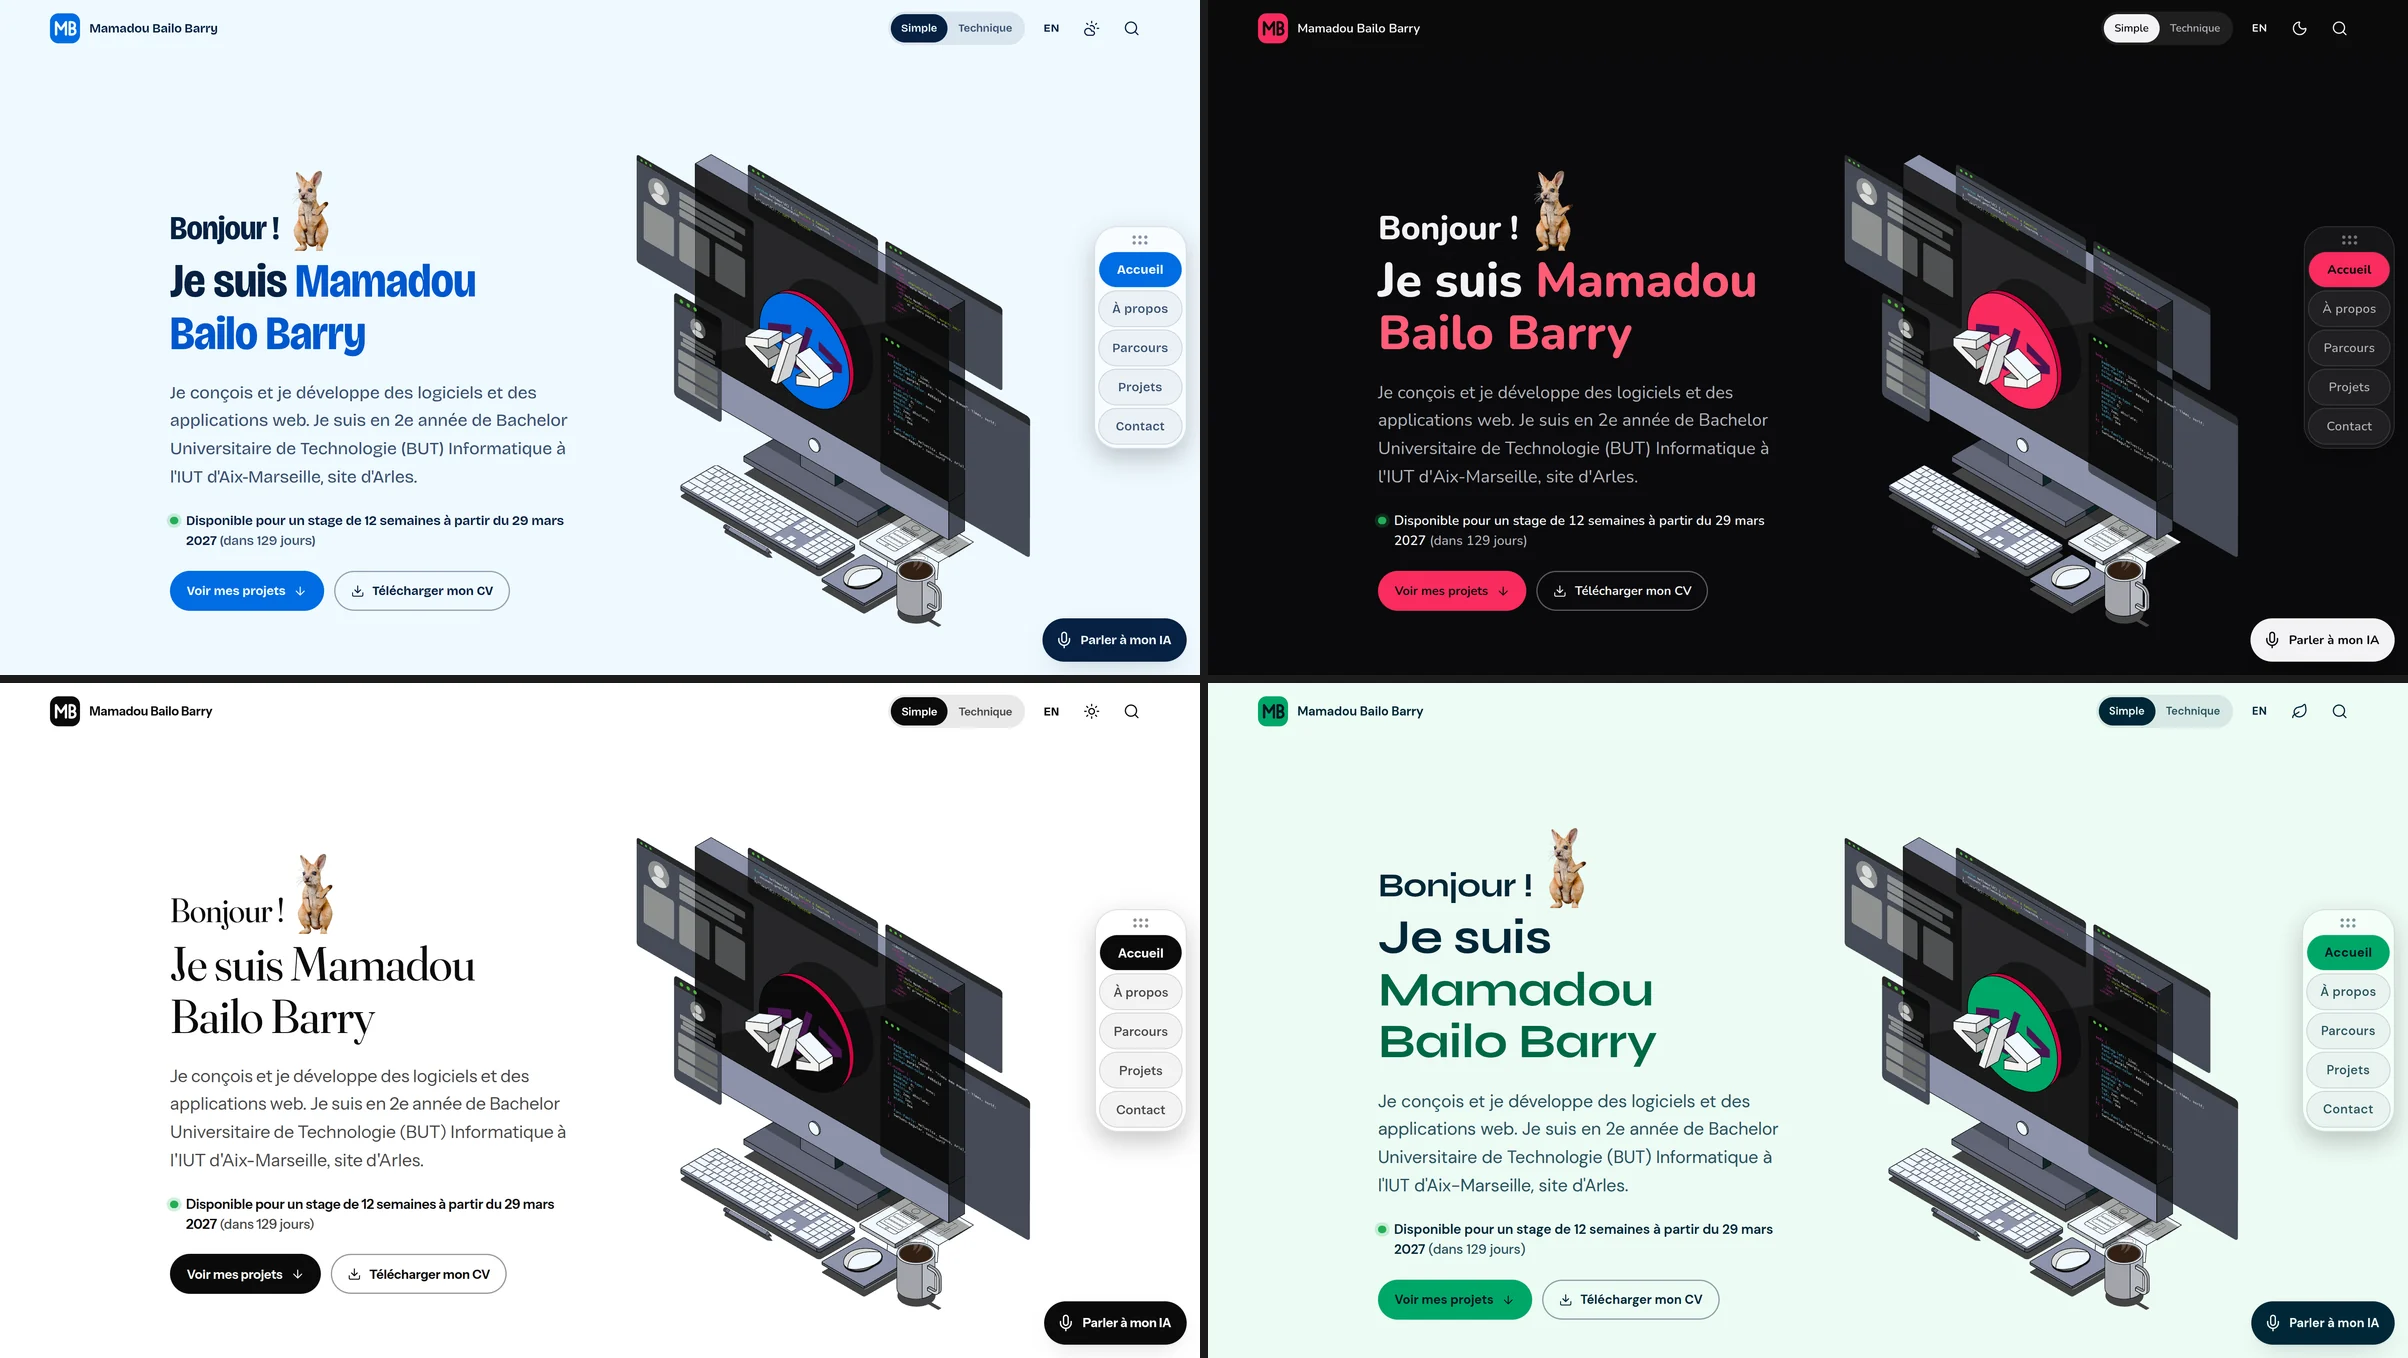 MB Mamadou Bailo Barry
Simple Technique EN
Bonjour !
Je suis Mamadou
Bailo Barry
Je conçois et je développe des logiciels et des
applications web. Je suis en 2e année de Bachelor
Universitaire de Technologie (BUT) Informatique à
l'IUT d'Aix-Marseille, site d'Arles.
Disponible pour un stage de 12 semaines à partir du 29 mars
2027 (dans 129 jours)
Voir mes projets
Télécharger mon CV
Accueil
À propos
Parcours
Projets
Contact
Parler à mon IA
MB Mamadou Bailo Barry
Simple Technique EN
Bonjour !
Je suis Mamadou
Bailo Barry
Je conçois et je développe des logiciels et des
applications web. Je suis en 2e année de Bachelor
Universitaire de Technologie (BUT) Informatique à
l'IUT d'Aix-Marseille, site d'Arles.
Disponible pour un stage de 12 semaines à partir du 29 mars
2027 (dans 129 jours)
Voir mes projets
Télécharger mon CV
Accueil
À propos
Parcours
Projets
Contact
Parler à mon IA
MB Mamadou Bailo Barry
Simple Technique EN
Bonjour !
Je suis Mamadou
Bailo Barry
Je conçois et je développe des logiciels et des
applications web. Je suis en 2e année de Bachelor
Universitaire de Technologie (BUT) Informatique à
l'IUT d'Aix-Marseille, site d'Arles.
Disponible pour un stage de 12 semaines à partir du 29 mars
2027 (dans 129 jours)
Voir mes projets
Télécharger mon CV
Accueil
À propos
Parcours
Projets
Contact
Parler à mon IA
MB Mamadou Bailo Barry
Simple Technique EN
Bonjour !
Je suis
Mamadou
Bailo Barry
Je conçois et je développe des logiciels et des
applications web. Je suis en 2e année de Bachelor
Universitaire de Technologie (BUT) Informatique à
l'IUT d'Aix-Marseille, site d'Arles.
Disponible pour un stage de 12 semaines à partir du 29 mars
2027 (dans 129 jours)
Voir mes projets
Télécharger mon CV
Accueil
À propos
Parcours
Projets
Contact
Parler à mon IA